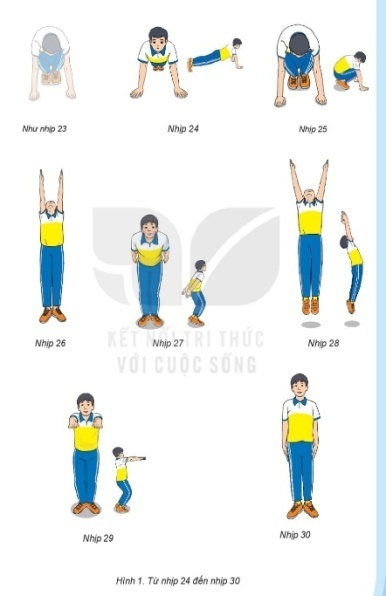 Như nhịp 23
Nhịp 24
Nhịp 25
Nhịp 26
Nhịp 27
Nhịp 28
KẾT NỐI TRI THỨC
VỚI CUỘC SỐNG
Nhịp 29
Nhịp 30
Hình 1. Từ nhịp 24 đến nhịp 30